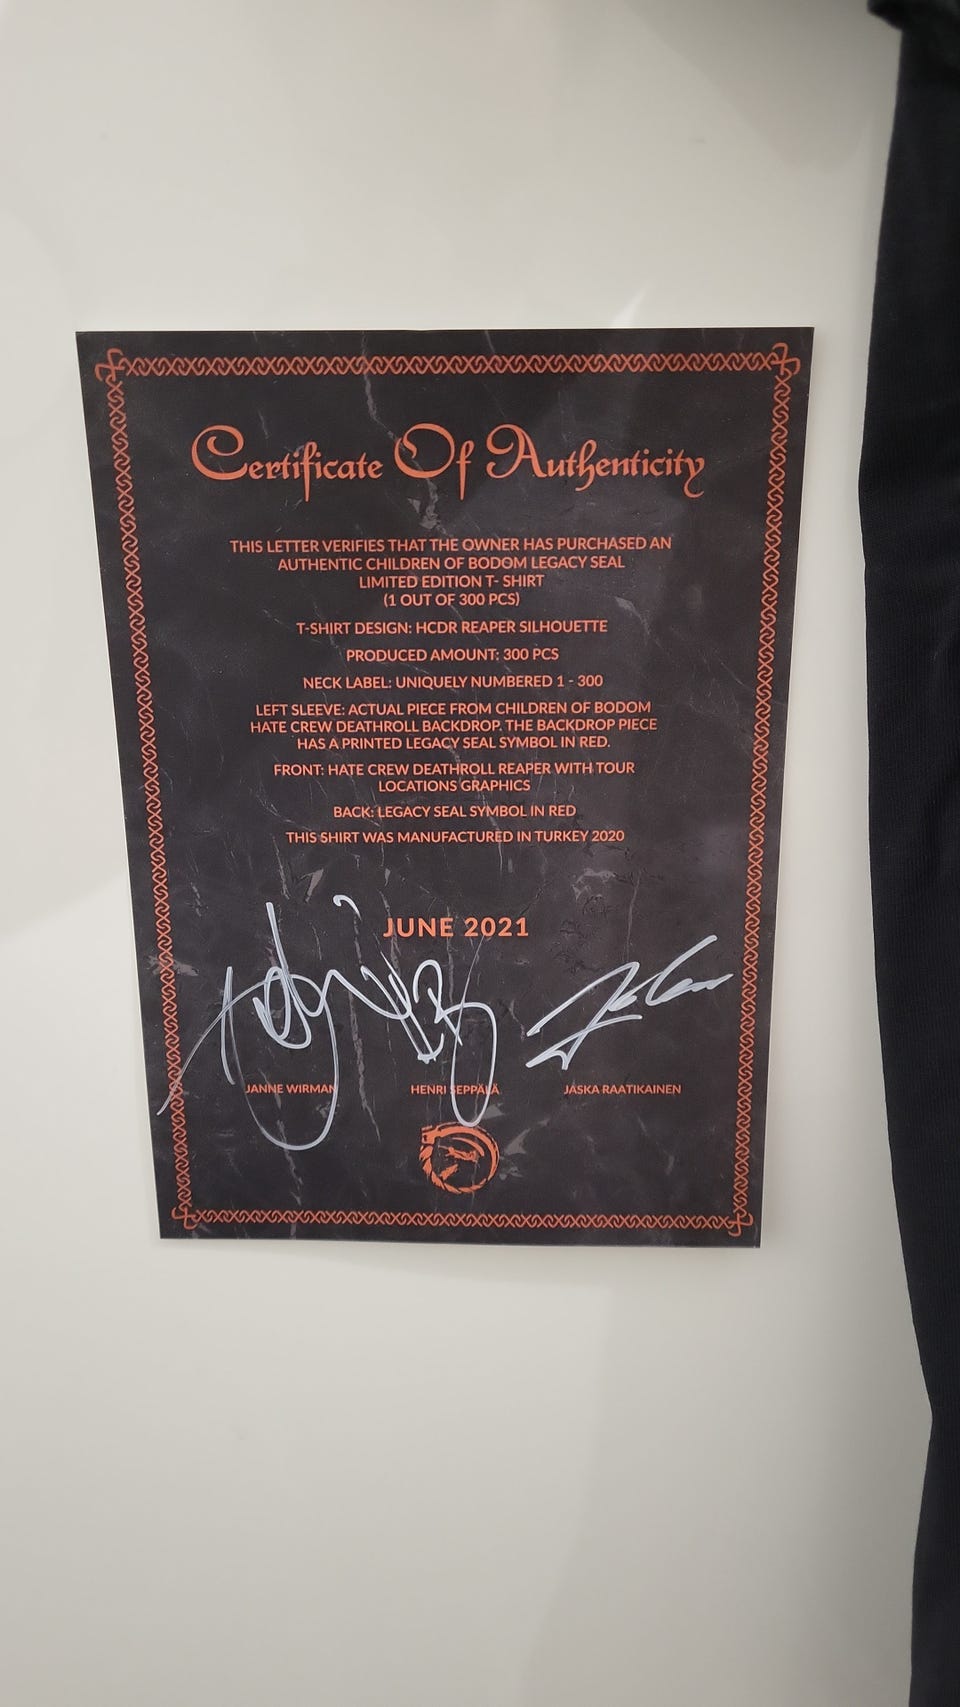 Certificate Of Authenticity
THIS LETTER VERIFIES THAT THE OWNER HAS PURCHASED AN
AUTHENTIC CHILDREN OF BODOM LEGACY SEAL
LIMITED EDITION T- SHIRT
(1 OUT OF 300 PCS)
T-SHIRT DESIGN: HCDR REAPER SILHOUETTE
PRODUCED AMOUNT: 300 PCS
NECK LABEL: UNIQUELY NUMBERED 1 - 300
LEFT SLEEVE: ACTUAL PIECE FROM CHILDREN OF BODOM
HATE CREW DEATHROLL BACKDROP. THE BACKDROP PIECE
HAS A PRINTED LEGACY SEAL SYMBOL IN RED.
FRONT: HATE CREW DEATHROLL REAPER WITH TOUR
LOCATIONS GRAPHICS
BACK: LEGACY SEAL SYMBOL IN RED
THIS SHIRT WAS MANUFACTURED IN TURKEY 2020
JUNE 2021
JANNE WIRMAN HENRI SEPPÄLÄ JASKA RAATIKAINEN